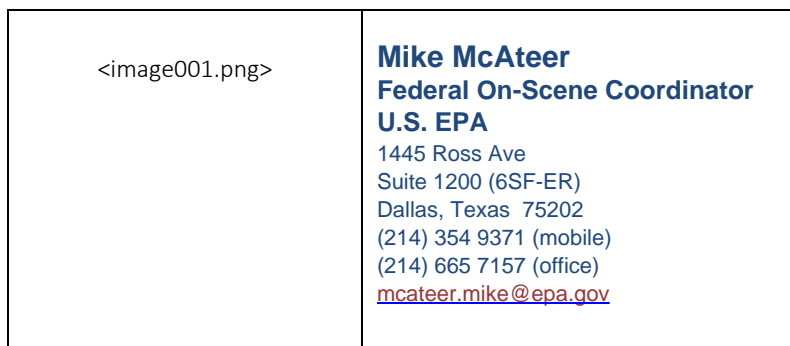 <image001.png>
Mike McAteer
Federal On-Scene Coordinator
U.S. EPA
1445 Ross Ave
Suite 1200 (6SF-ER)
Dallas, Texas  75202
(214) 354 9371 (mobile)
(214) 665 7157 (office)
mcateer.mike@epa.gov